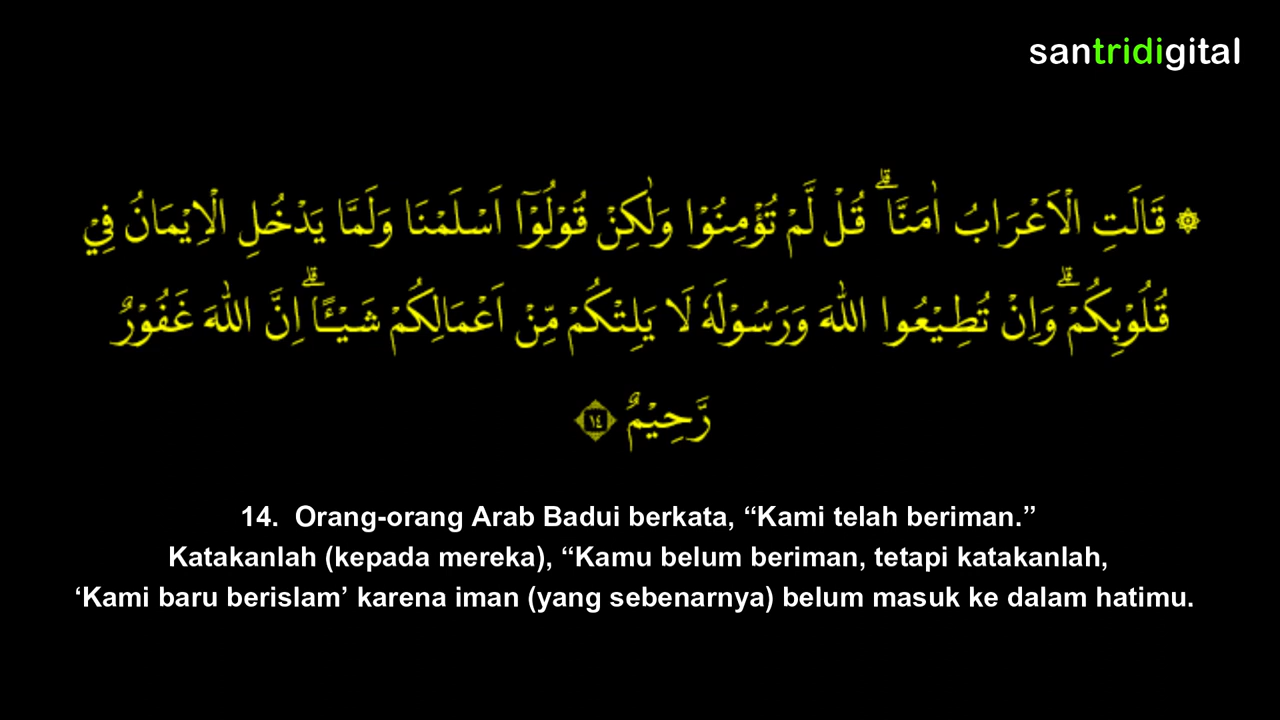 santridigital
۞ قَالَتِ الْاَعْرَابُ اٰمَنَّا ۗ قُلْ لَّمْ تُؤْمِنُوْا وَلٰكِنْ قُوْلُوْٓا اَسْلَمْنَا وَلَمَّا يَدْخُلِ الْاِيْمَانُ فِيْ
قُلُوْبِكُمْ ۗ وَاِنْ تُطِيْعُوا اللّٰهَ وَرَسُوْلَهٗ لَا يَلِتْكُمْ مِّنْ اَعْمَالِكُمْ شَيْـًٔا ۗ اِنَّ اللّٰهَ غَفُوْرٌ
رَّحِيْمٌ ۝١٤
14. Orang-orang Arab Badui berkata, “Kami telah beriman.”
Katakanlah (kepada mereka), “Kamu belum beriman, tetapi katakanlah,
‘Kami baru berislam’ karena iman (yang sebenarnya) belum masuk ke dalam hatimu.